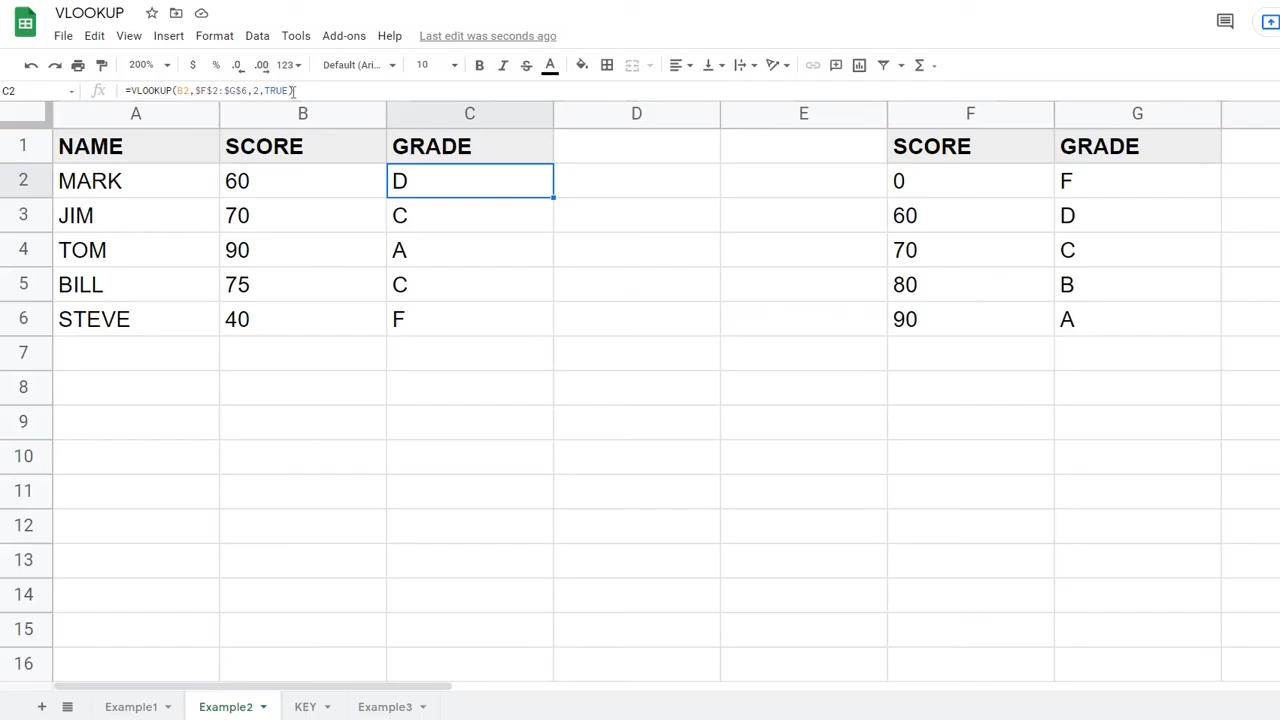 VLOOKUP
File Edit View Insert Format Data Tools Add-ons Help Last edit was seconds ago
200% $ % .0 .00 123 Default (Ari... 10 B I S A Σ
C2 fx =VLOOKUP(B2,$F$2:$G$6,2,TRUE)
A B C D E F G
1 NAME SCORE GRADE SCORE GRADE
2 MARK 60 D 0 F
3 JIM 70 C 60 D
4 TOM 90 A 70 C
5 BILL 75 C 80 B
6 STEVE 40 F 90 A
7
8
9
10
11
12
13
14
15
16
+ Example1 Example2 KEY Example3